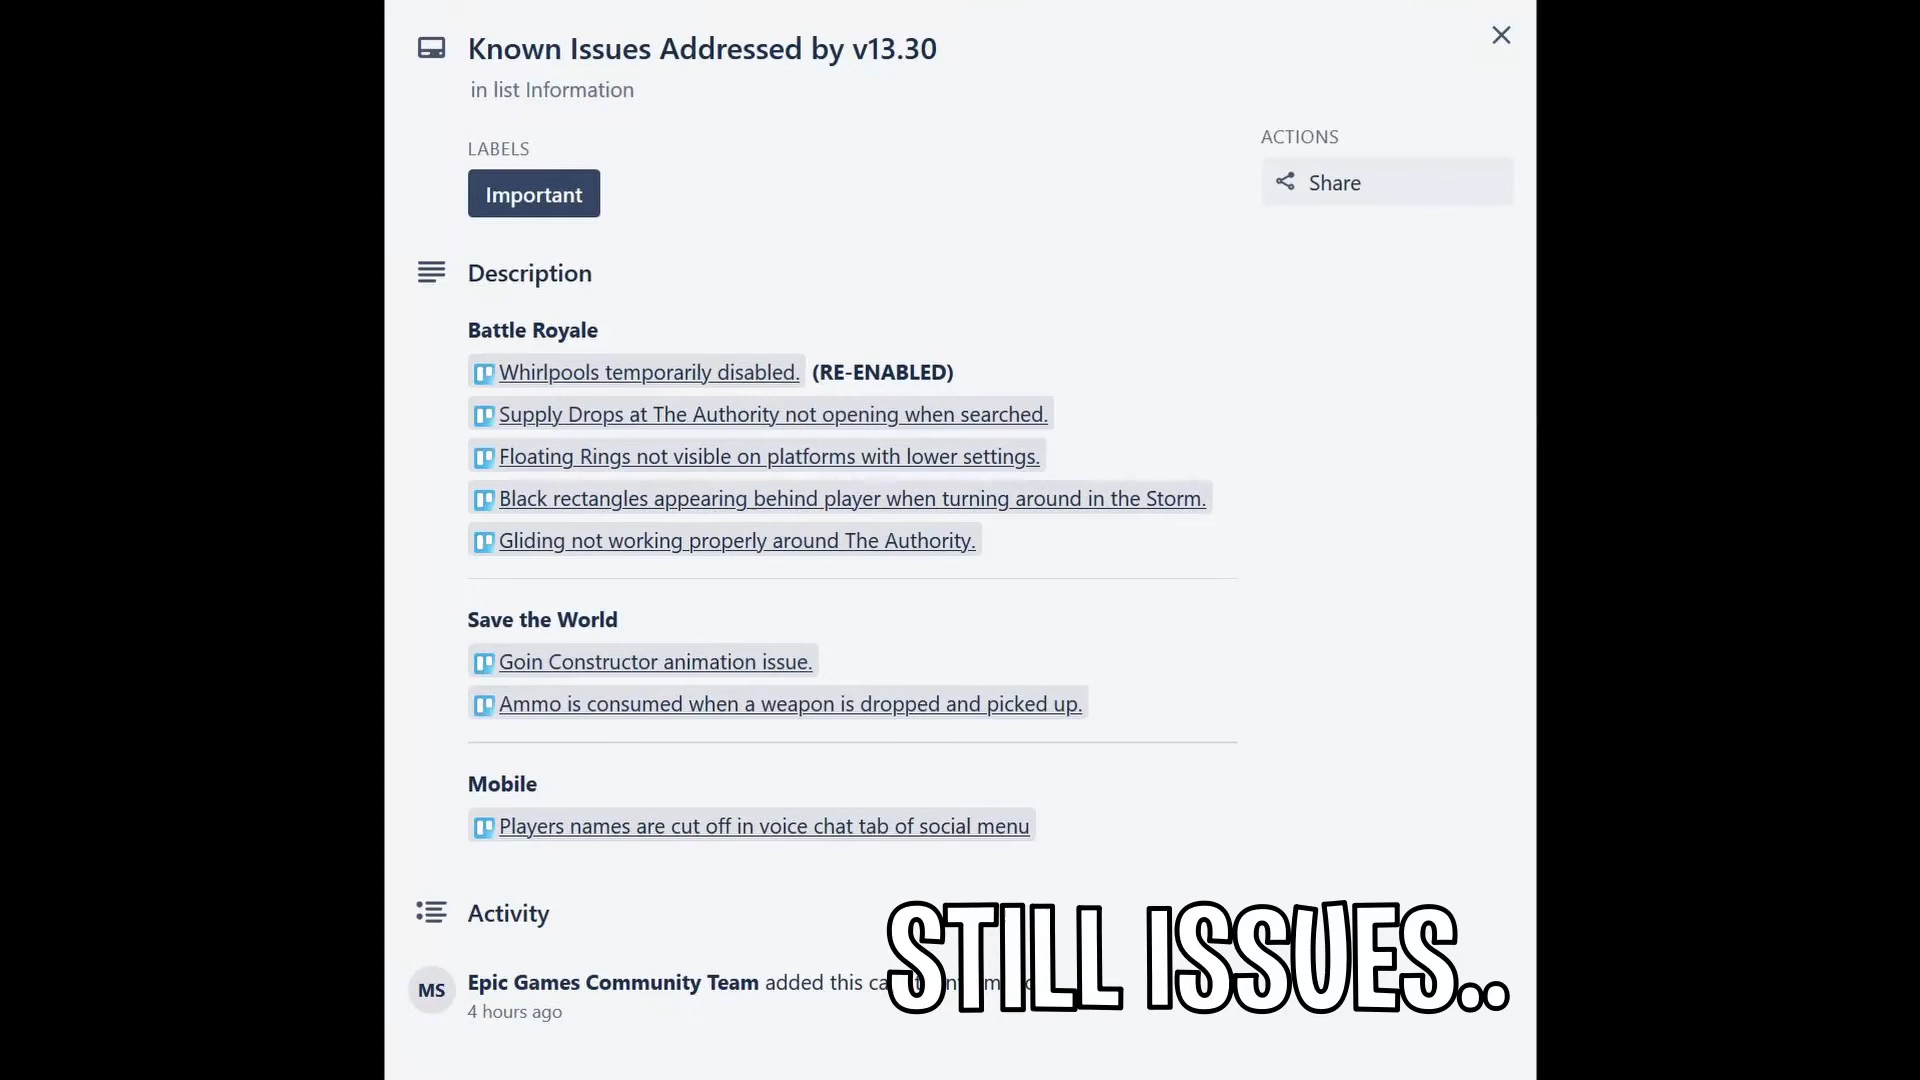 Known Issues Addressed by v13.30
in list Information
LABELS
Important
ACTIONS
Share
Description
Battle Royale
Whirlpools temporarily disabled. (RE-ENABLED)
Supply Drops at The Authority not opening when searched.
Floating Rings not visible on platforms with lower settings.
Black rectangles appearing behind player when turning around in the Storm.
Gliding not working properly around The Authority.
Save the World
Goin Constructor animation issue.
Ammo is consumed when a weapon is dropped and picked up.
Mobile
Players names are cut off in voice chat tab of social menu
Activity
MS
Epic Games Community Team added this
4 hours ago
STILL ISSUES..